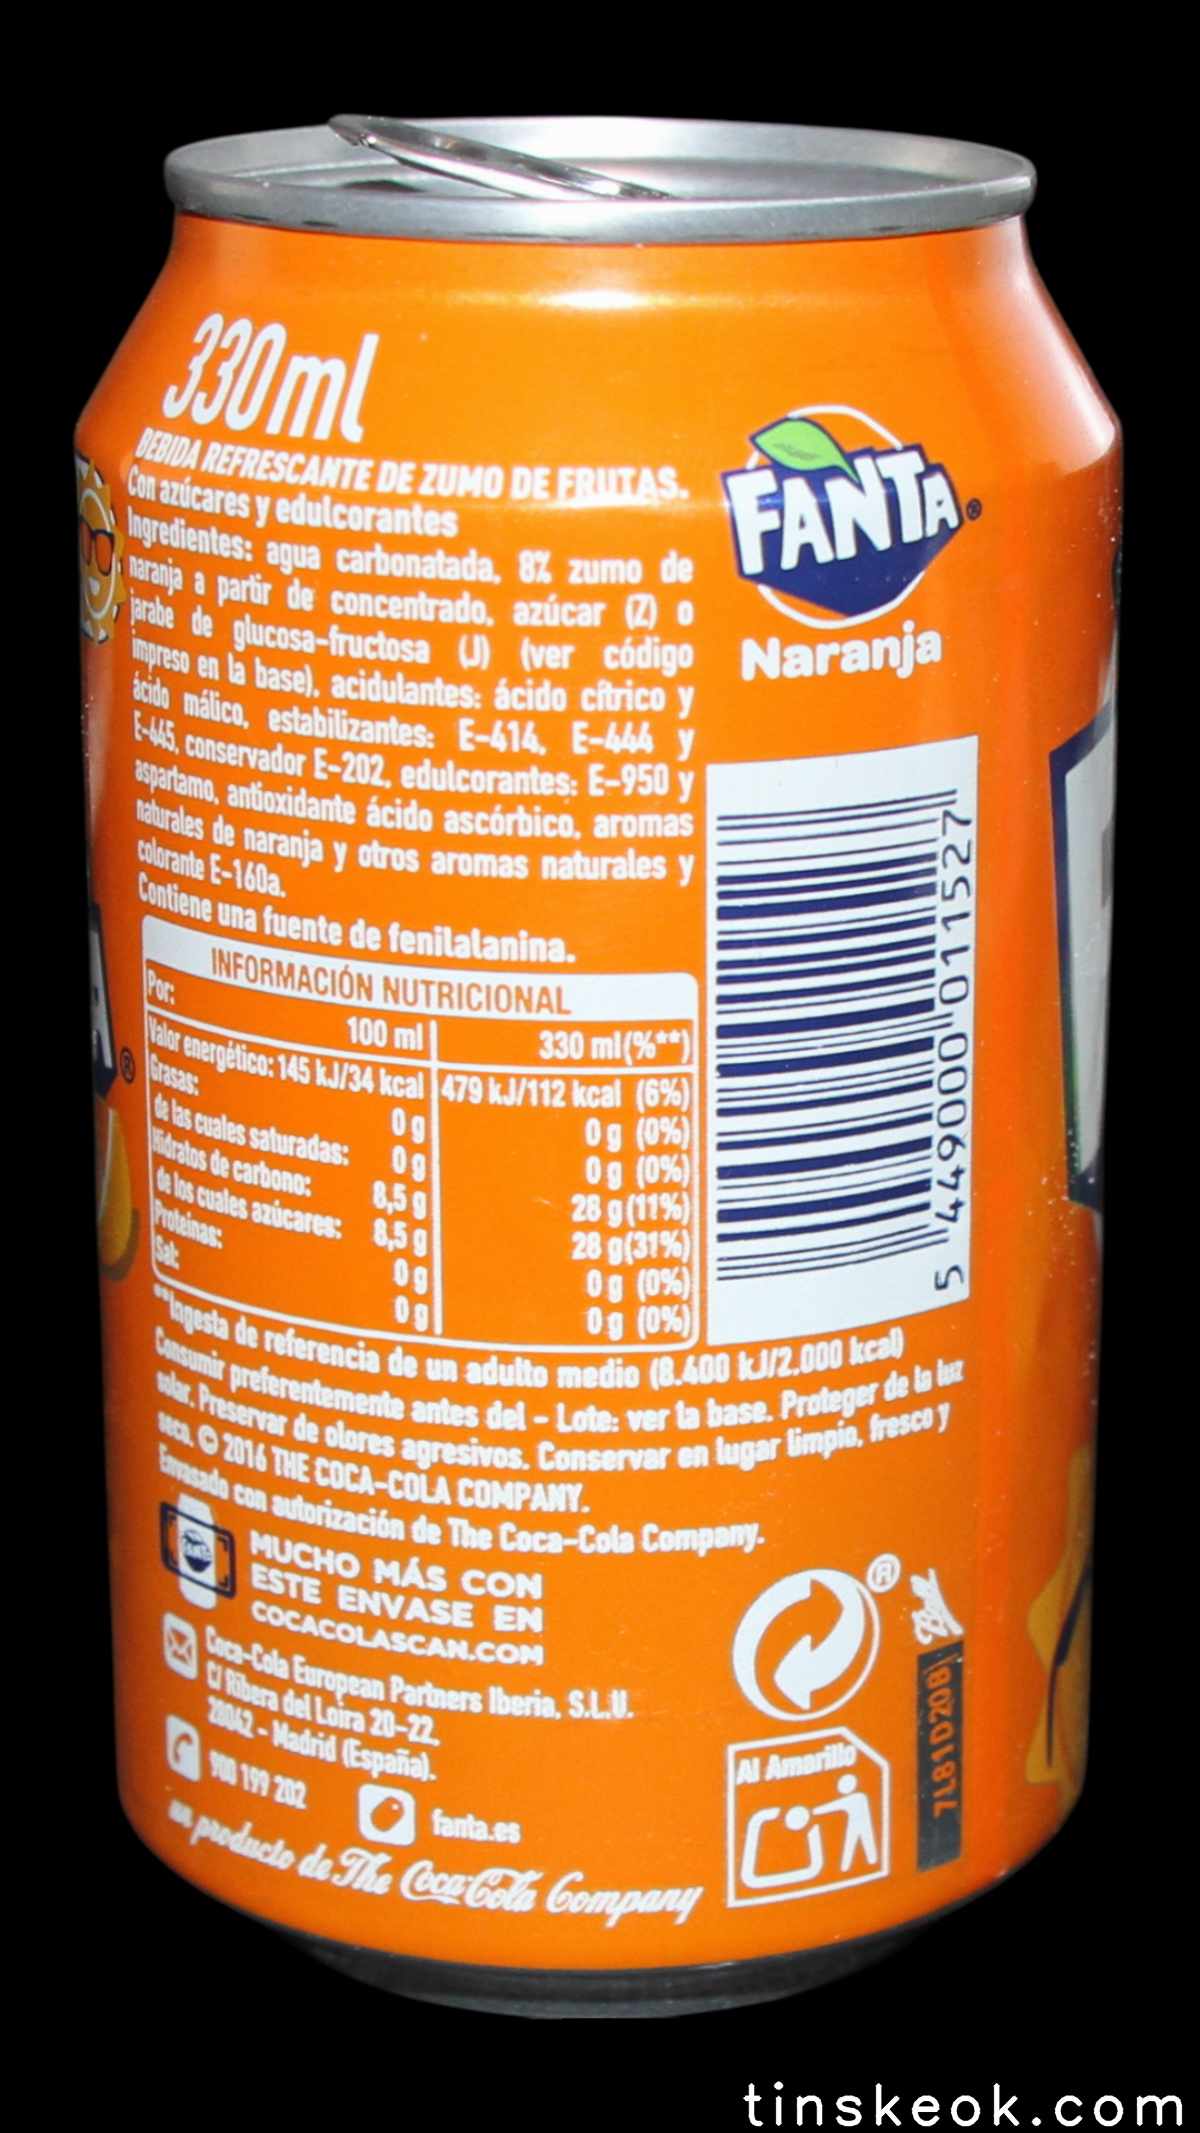 330ml
BEBIDA REFRESCANTE DE ZUMO DE FRUTAS.
Con azúcares y edulcorantes
Ingredientes: agua carbonatada, 8% zumo de
naranja a partir de concentrado, azúcar (Z) o
jarabe de glucosa-fructosa (J) (ver código
impreso en la base), acidulantes: ácido cítrico y
ácido málico, estabilizantes: E-414, E-444 y
E-445, conservador E-202, edulcorantes: E-950 y
aspartamo, antioxidante ácido ascórbico, aromas
naturales de naranja y otros aromas naturales y
colorante E-160a.
Contiene una fuente de fenilalanina.
INFORMACIÓN NUTRICIONAL
Por: 100 ml 330 ml(%**)
Valor energético: 145 kJ/34 kcal 479 kJ/112 kcal (6%)
Grasas: 0 g 0 g (0%)
de las cuales saturadas: 0 g 0 g (0%)
Hidratos de carbono: 8,5 g 28 g (11%)
de los cuales azúcares: 8,5 g 28 g(31%)
Proteínas: 0 g 0 g (0%)
Sal: 0 g 0 g (0%)
**Ingesta de referencia de un adulto medio (8.400 kJ/2.000 kcal)
Consumir preferentemente antes del - Lote: ver la base. Proteger de la luz
solar. Preservar de olores agresivos. Conservar en lugar limpio, fresco y
seco. © 2016 THE COCA-COLA COMPANY.
Envasado con autorización de The Coca-Cola Company.
FANTA
MUCHO MÁS CON
ESTE ENVASE EN
COCACOLASCAN.COM
Coca-Cola European Partners Iberia, S.L.U.
C/ Ribera del Loira 20-22.
28042 - Madrid (España).
900 199 202
fanta.es
un producto de The Coca-Cola Company
FANTA®
Naranja
5 449000 011527
®
Ball
7L81D20B
Al Amarillo
®
tinskeok.com